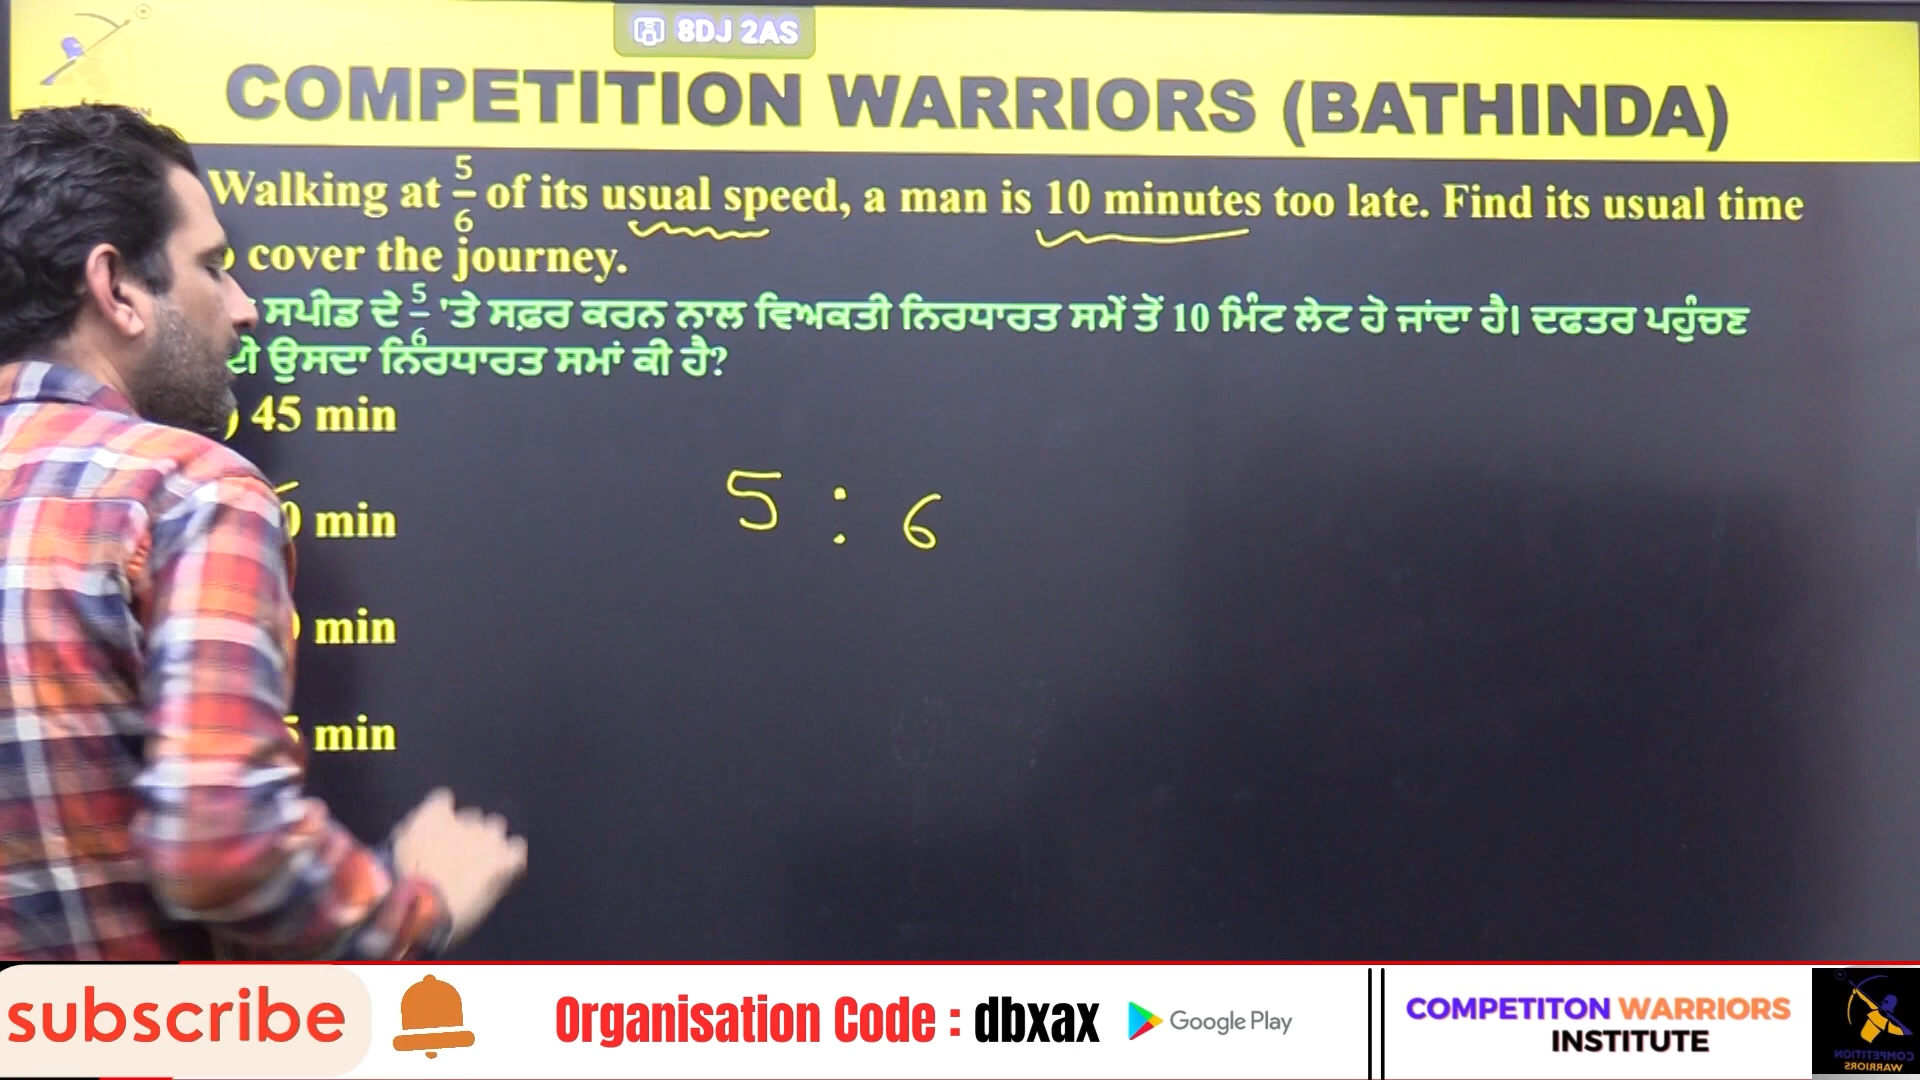 8DJ 2AS
COMPETITION WARRIORS (BATHINDA)
Walking at 5/6 of its usual speed, a man is 10 minutes too late. Find its usual time
cover the journey.
ਸਪੀਡ ਦੇ 5/6 'ਤੇ ਸਫ਼ਰ ਕਰਨ ਨਾਲ ਵਿਅਕਤੀ ਨਿਰਧਾਰਤ ਸਮੇਂ ਤੋਂ 10 ਮਿੰਟ ਲੇਟ ਹੋ ਜਾਂਦਾ ਹੈ। ਦਫਤਰ ਪਹੁੰਚਣ
ਉਸਦਾ ਨਿਰਧਾਰਤ ਸਮਾਂ ਕੀ ਹੈ?
) 45 min
min
min
min
5 : 6
subscribe
Organisation Code : dbxax
Google Play
COMPETITON WARRIORS
INSTITUTE
COMPETITION
WARRIORS